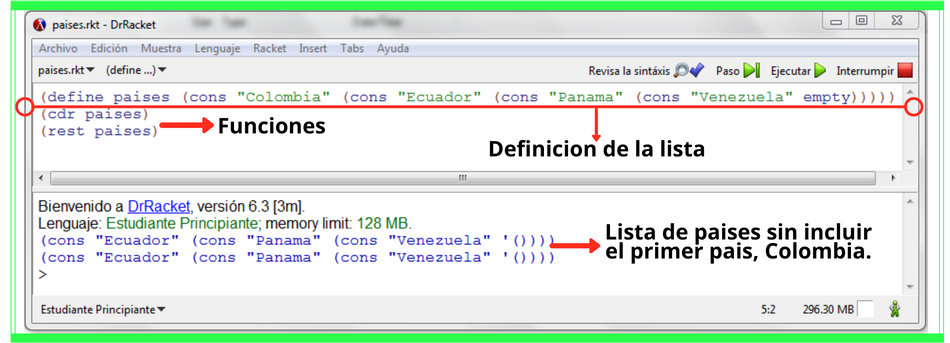 paises.rkt - DrRacket
Archivo Edición Muestra Lenguaje Racket Insert Tabs Ayuda
paises.rkt (define ...) Revisa la sintáxis Paso Ejecutar Interrumpir
(define paises (cons "Colombia" (cons "Ecuador" (cons "Panama" (cons "Venezuela" empty)))))
(cdr paises)
(rest paises)
Funciones
Definicion de la lista
Bienvenido a DrRacket, versión 6.3 [3m].
Lenguaje: Estudiante Principiante; memory limit: 128 MB.
(cons "Ecuador" (cons "Panama" (cons "Venezuela" '())))
(cons "Ecuador" (cons "Panama" (cons "Venezuela" '())))
>
Lista de paises sin incluir
el primer pais, Colombia.
Estudiante Principiante 5:2 296.30 MB